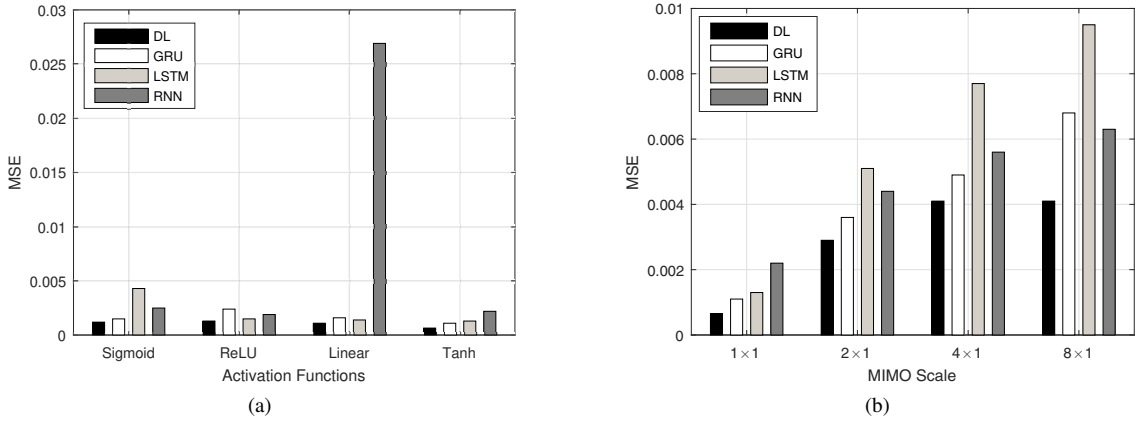 0.03
0.025
0.02
0.015
0.01
0.005
0
MSE
DL
GRU
LSTM
RNN
Sigmoid ReLU Linear Tanh
Activation Functions
(a)
0.01
0.008
0.006
0.004
0.002
0
MSE
DL
GRU
LSTM
RNN
1×1 2×1 4×1 8×1
MIMO Scale
(b)